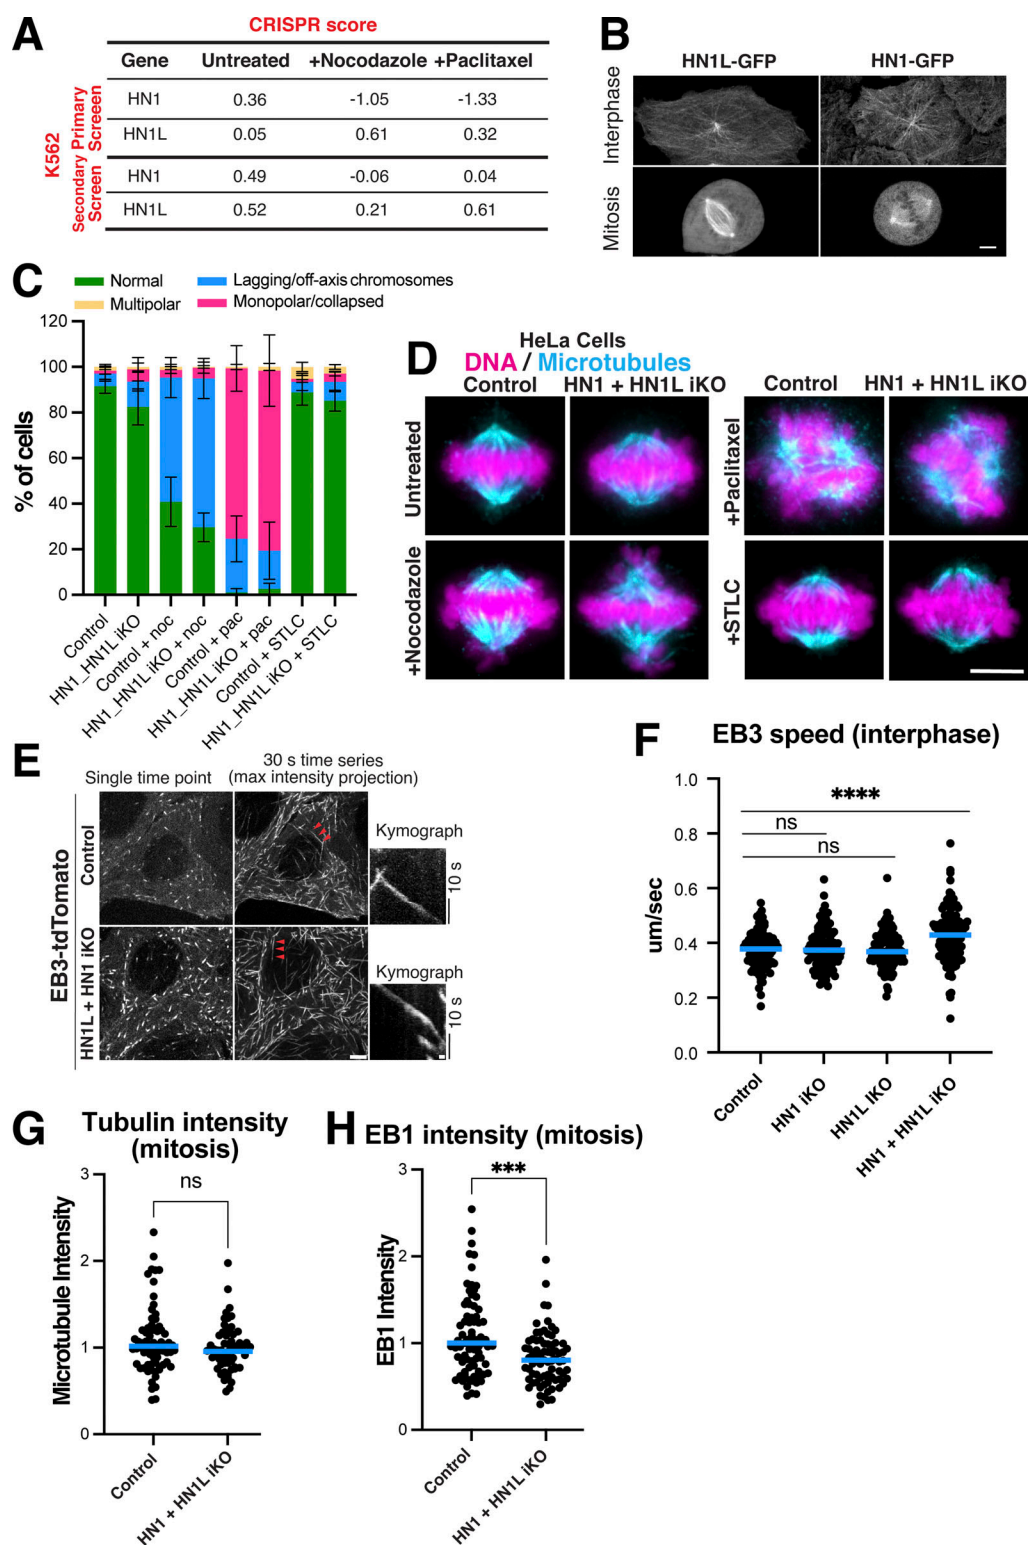 A
CRISPR score
Gene Untreated +Nocodazole +Paclitaxel
K562
Primary Screeen
HN1 0.36 -1.05 -1.33
HN1L 0.05 0.61 0.32
Secondary Screen
HN1 0.49 -0.06 0.04
HN1L 0.52 0.21 0.61
B
HN1L-GFP HN1-GFP
Interphase
Mitosis
C
Normal Lagging/off-axis chromosomes
Multipolar Monopolar/collapsed
% of cells
120
100
80
60
40
20
0
Control
HN1_HN1L iKO
Control + noc
HN1_HN1L iKO + noc
Control + pac
HN1_HN1L iKO + pac
Control + STLC
HN1_HN1L iKO + STLC
D
HeLa Cells
DNA / Microtubules
Control HN1 + HN1L iKO Control HN1 + HN1L iKO
Untreated
+Paclitaxel
+Nocodazole
+STLC
E
30 s time series
Single time point (max intensity projection)
EB3-tdTomato
Control
Kymograph
10 s
HN1L + HN1 iKO
Kymograph
10 s
F
EB3 speed (interphase)
um/sec
1.0
0.8
0.6
0.4
0.2
0.0
****
ns
ns
Control
HN1 iKO
HN1L iKO
HN1 + HN1L iKO
G
Tubulin intensity
(mitosis)
Microtubule Intensity
3
2
1
0
ns
Control
HN1 + HN1L iKO
H
EB1 intensity (mitosis)
EB1 Intensity
3
2
1
0
***
Control
HN1 + HN1L iKO